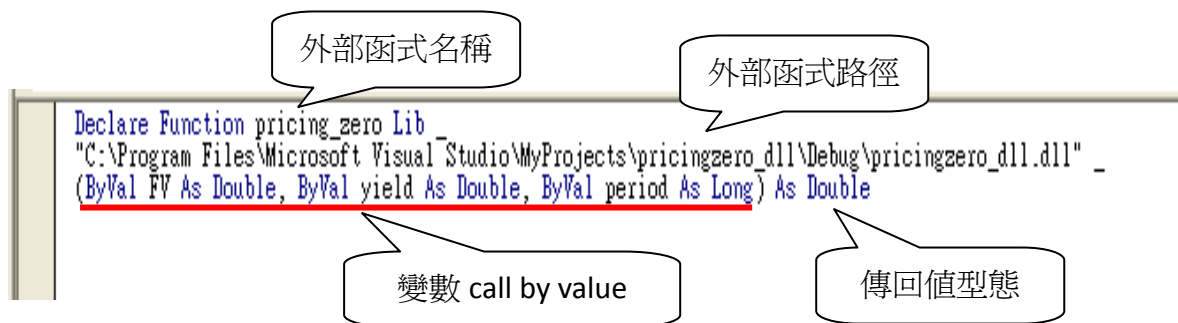 外部函式名稱
外部函式路徑
Declare Function pricing_zero Lib _
"C:\Program Files\Microsoft Visual Studio\MyProjects\pricingzero_dll\Debug\pricingzero_dll.dll" _
(ByVal FV As Double, ByVal yield As Double, ByVal period As Long) As Double
變數 call by value
傳回值型態